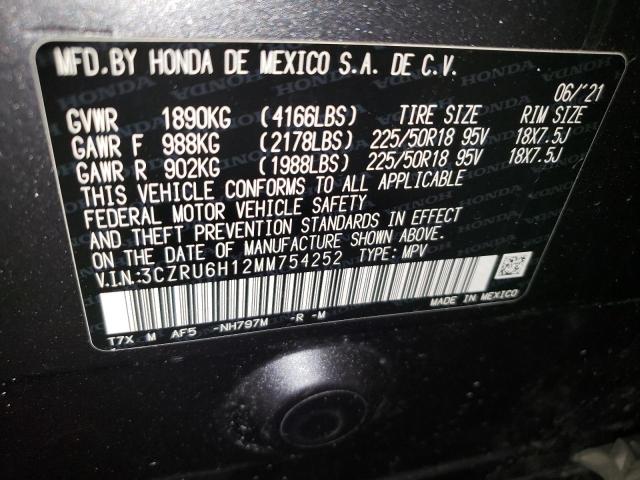 MFD.BY HONDA DE MEXICO S.A. DE C.V.
06/'21
GVWR 1890KG (4166LBS) TIRE SIZE RIM SIZE
GAWR F 988KG (2178LBS) 225/50R18 95V 18X7.5J
GAWR R 902KG (1988LBS) 225/50R18 95V 18X7.5J
THIS VEHICLE CONFORMS TO ALL APPLICABLE
FEDERAL MOTOR VEHICLE SAFETY
AND THEFT PREVENTION STANDARDS IN EFFECT
ON THE DATE OF MANUFACTURE SHOWN ABOVE.
V.I.N.:3CZRU6H12MM754252 TYPE: MPV
MADE IN MEXICO
T7X M AF5 -NH797M -R -M